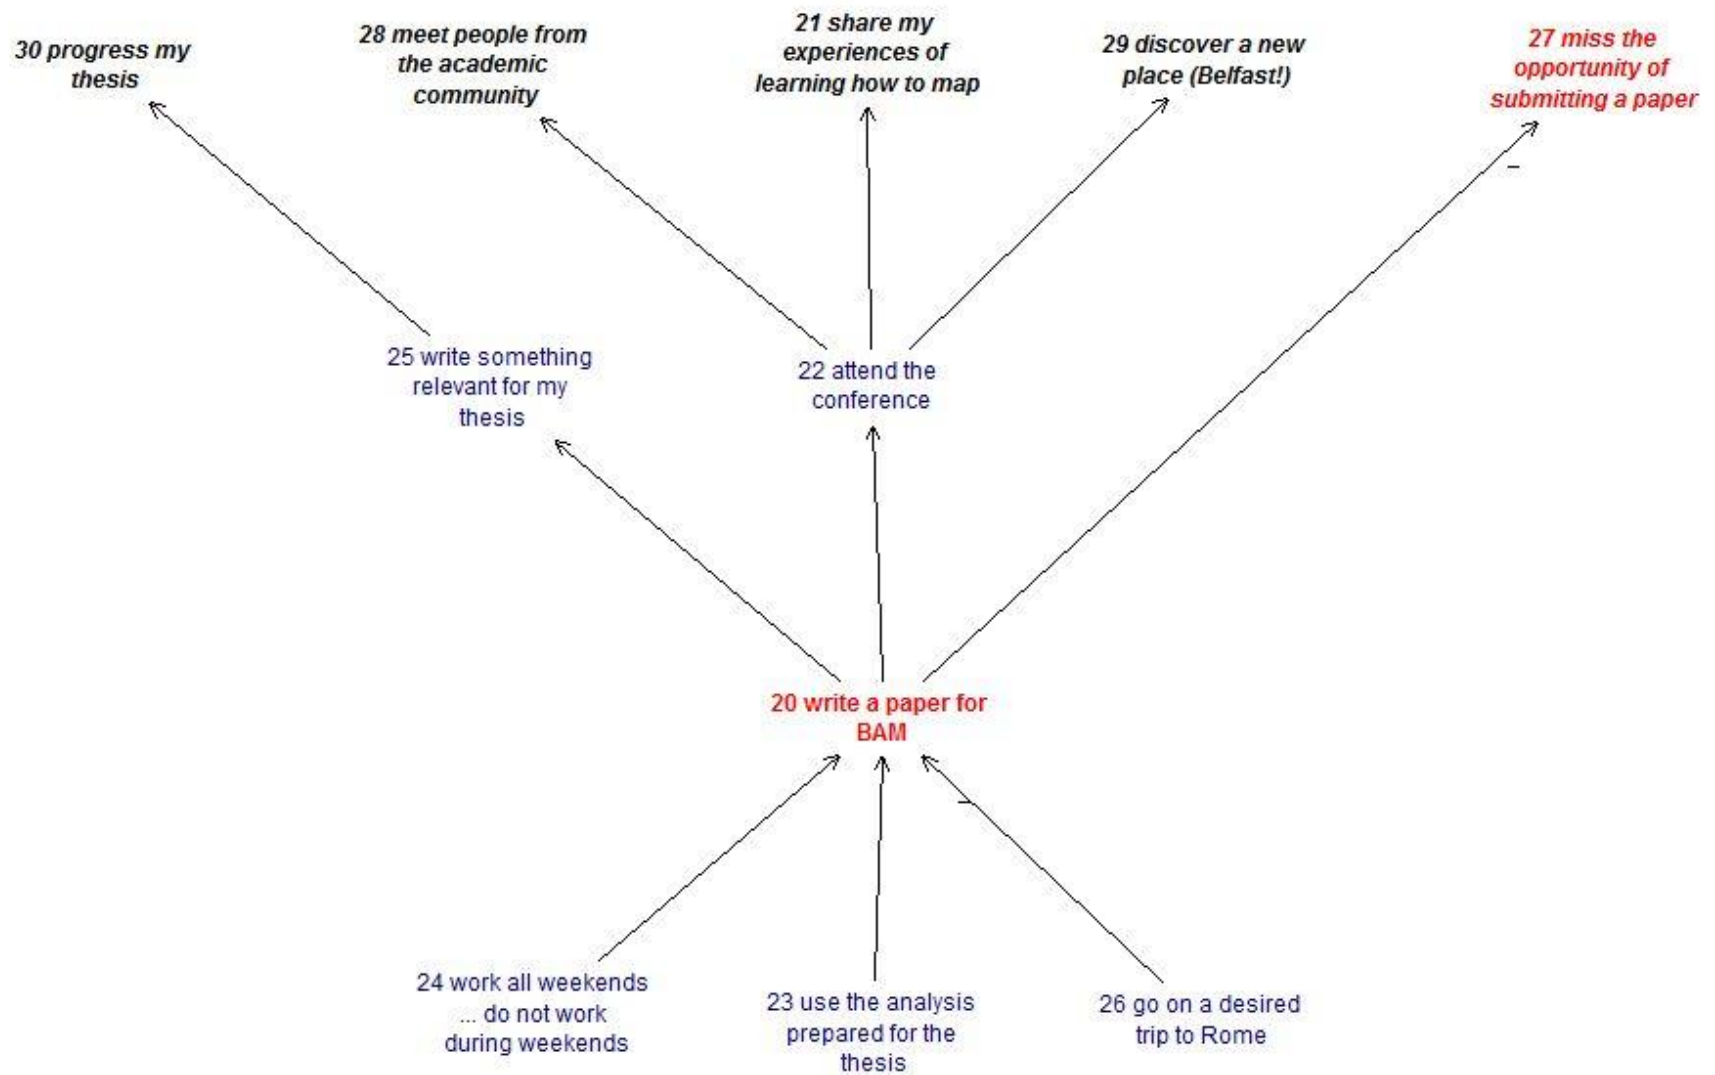 30 progress my
thesis
28 meet people from
the academic
community
21 share my
experiences of
learning how to map
29 discover a new
place (Belfast!)
27 miss the
opportunity of
submitting a paper
-
25 write something
relevant for my
thesis
22 attend the
conference
20 write a paper for
BAM
-
24 work all weekends
... do not work
during weekends
23 use the analysis
prepared for the
thesis
26 go on a desired
trip to Rome